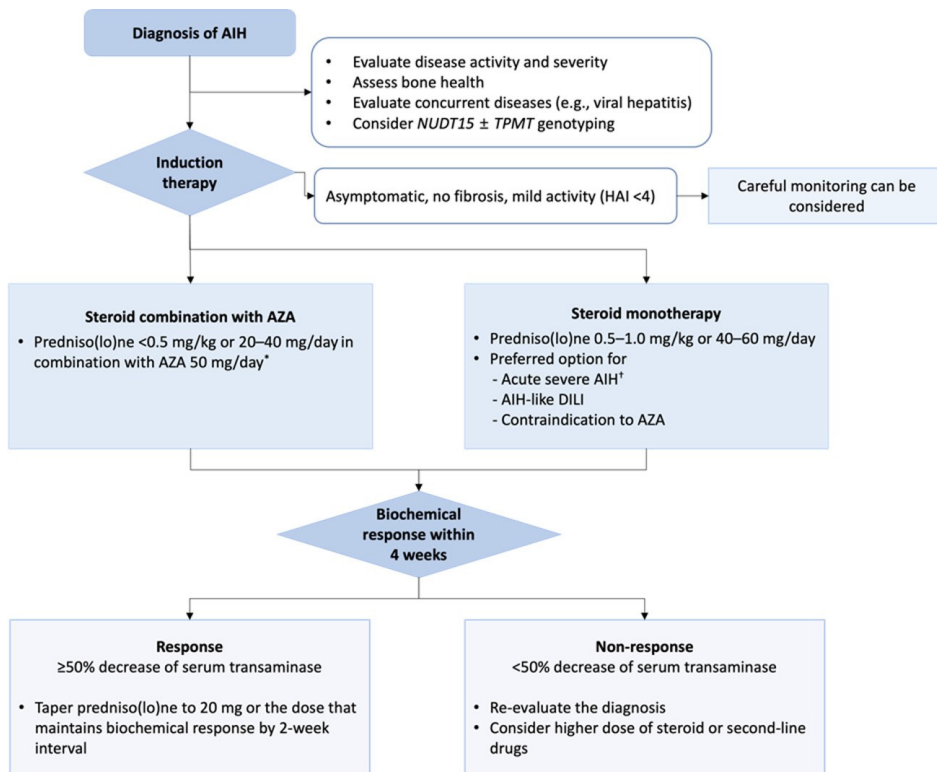 Diagnosis of AIH
• Evaluate disease activity and severity
• Assess bone health
• Evaluate concurrent diseases (e.g., viral hepatitis)
• Consider NUDT15 ± TPMT genotyping
Induction
therapy
Asymptomatic, no fibrosis, mild activity (HAI <4)
Careful monitoring can be
considered
Steroid combination with AZA
• Predniso(lo)ne <0.5 mg/kg or 20–40 mg/day in
combination with AZA 50 mg/day*
Steroid monotherapy
• Predniso(lo)ne 0.5–1.0 mg/kg or 40–60 mg/day
• Preferred option for
- Acute severe AIH†
- AIH-like DILI
- Contraindication to AZA
Biochemical
response within
4 weeks
Response
≥50% decrease of serum transaminase
• Taper predniso(lo)ne to 20 mg or the dose that
maintains biochemical response by 2-week
interval
Non-response
<50% decrease of serum transaminase
• Re-evaluate the diagnosis
• Consider higher dose of steroid or second-line
drugs